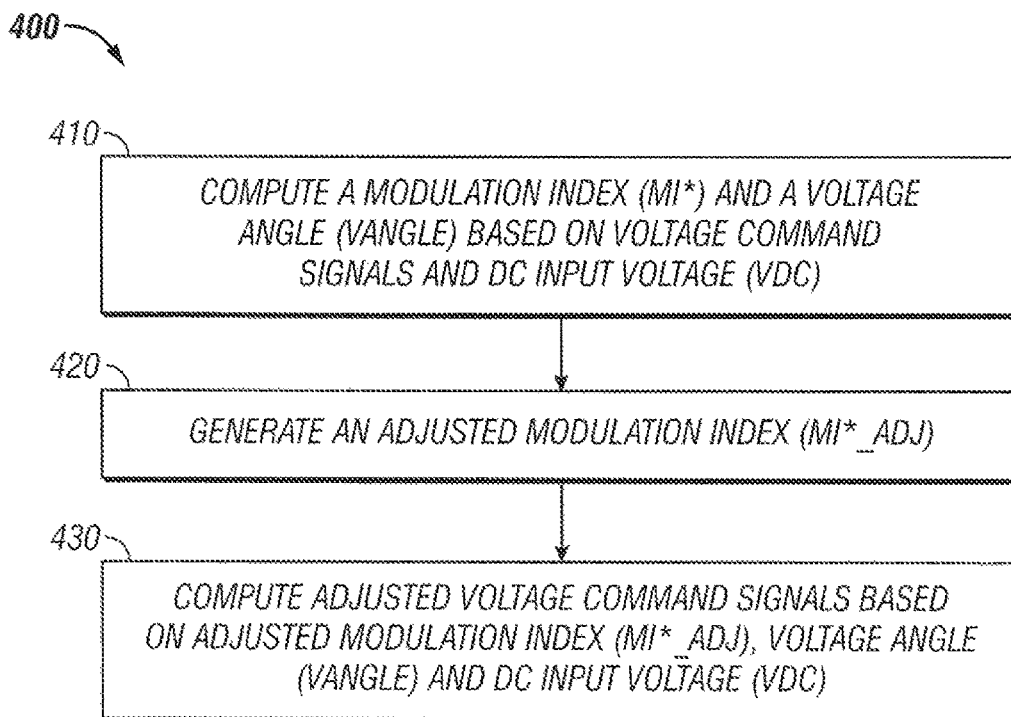 400
410
COMPUTE A MODULATION INDEX (MI*) AND A VOLTAGE
ANGLE (VANGLE) BASED ON VOLTAGE COMMAND
SIGNALS AND DC INPUT VOLTAGE (VDC)
420
GENERATE AN ADJUSTED MODULATION INDEX (MI*_ADJ)
430
COMPUTE ADJUSTED VOLTAGE COMMAND SIGNALS BASED
ON ADJUSTED MODULATION INDEX (MI*_ADJ), VOLTAGE ANGLE
(VANGLE) AND DC INPUT VOLTAGE (VDC)